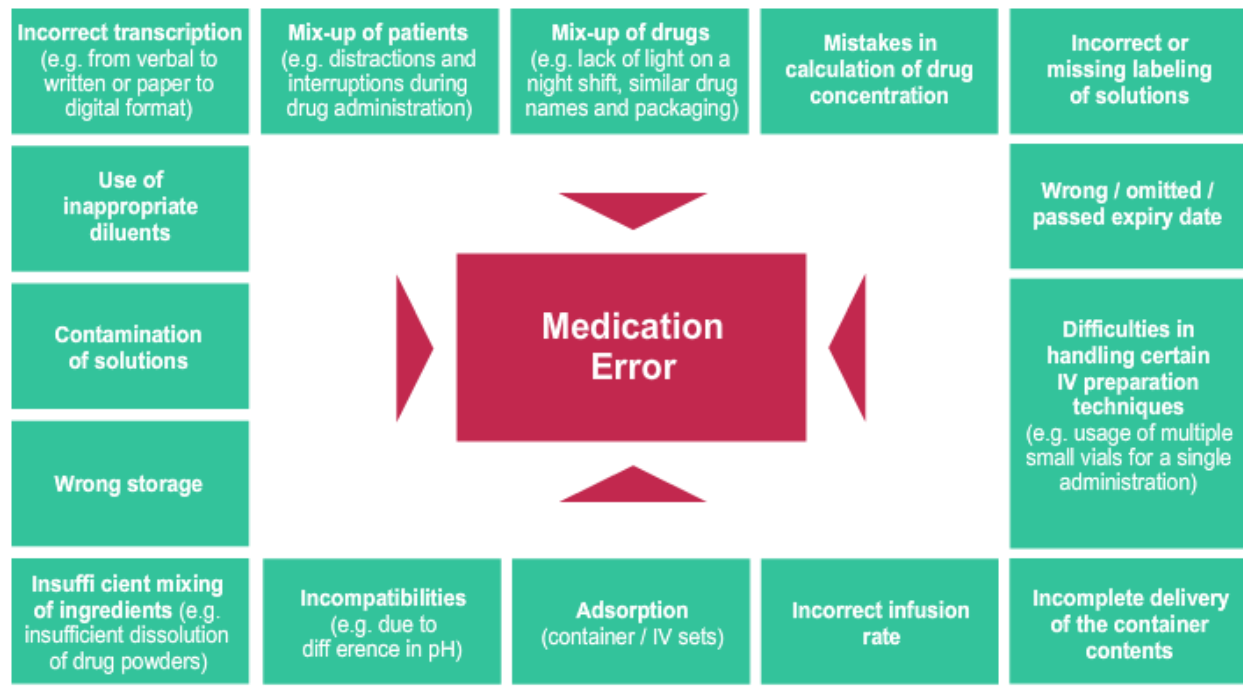 Incorrect transcription
(e.g. from verbal to
written or paper to
digital format)
Mix-up of patients
(e.g. distractions and
interruptions during
drug administration)
Mix-up of drugs
(e.g. lack of light on a
night shift, similar drug
names and packaging)
Mistakes in
calculation of drug
concentration
Incorrect or
missing labeling
of solutions
Use of
inappropriate
diluents
Wrong / omitted /
passed expiry date
Contamination
of solutions
Medication
Error
Difficulties in
handling certain
IV preparation
techniques
(e.g. usage of multiple
small vials for a single
administration)
Wrong storage
Insuffi cient mixing
of ingredients (e.g.
insufficient dissolution
of drug powders)
Incompatibilities
(e.g. due to
diff erence in pH)
Adsorption
(container / IV sets)
Incorrect infusion
rate
Incomplete delivery
of the container
contents